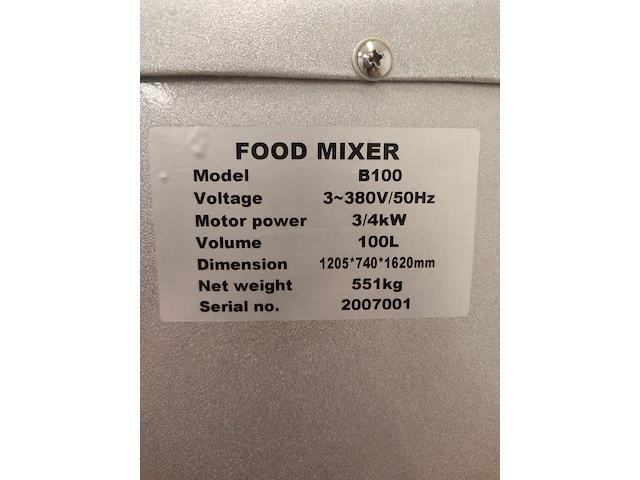 FOOD MIXER
Model B100
Voltage 3~380V/50Hz
Motor power 3/4kW
Volume 100L
Dimension 1205*740*1620mm
Net weight 551kg
Serial no. 2007001